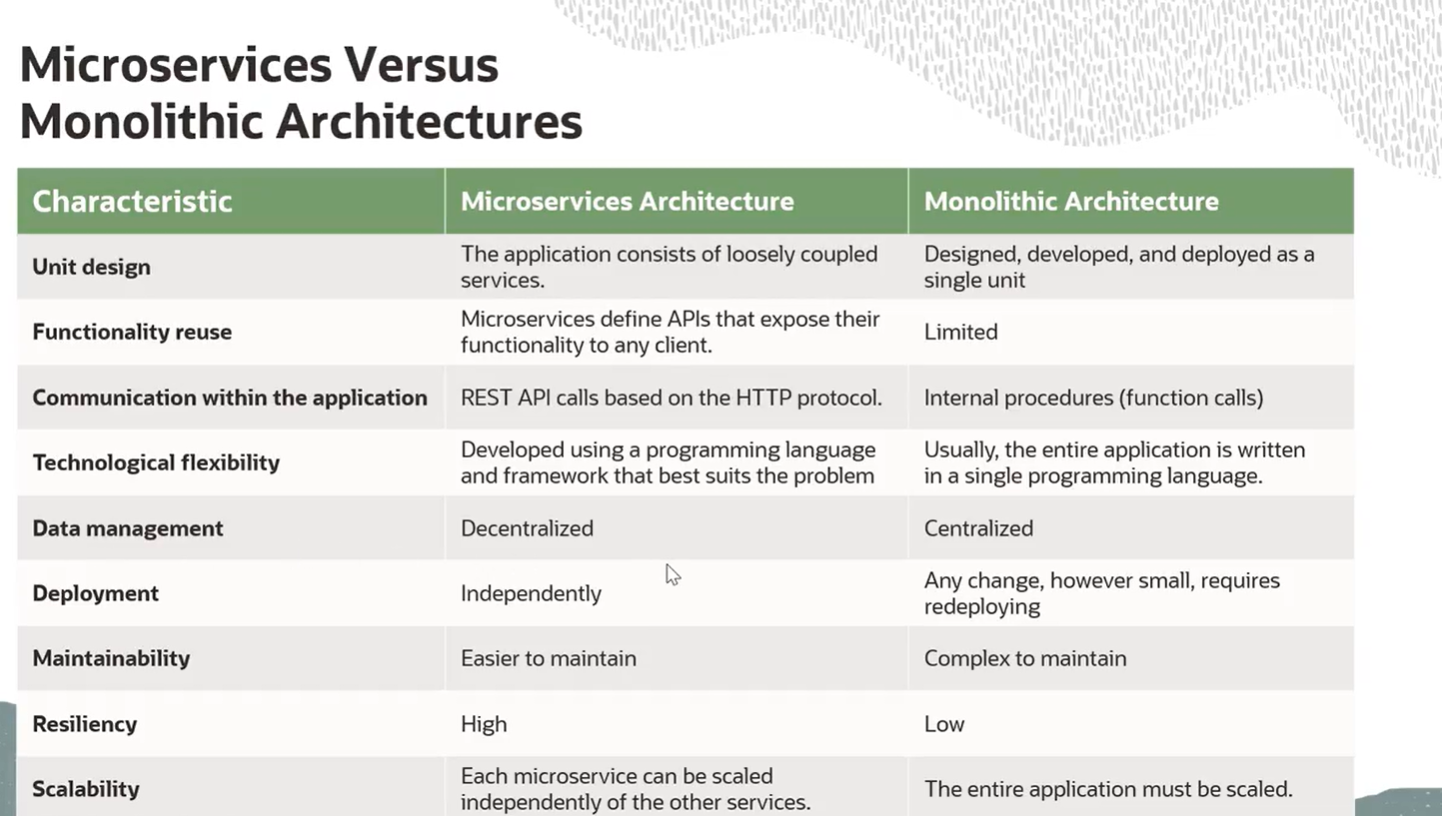 Microservices Versus
Monolithic Architectures
Characteristic
Microservices Architecture
Monolithic Architecture
Unit design
The application consists of loosely coupled
services.
Designed, developed, and deployed as a
single unit
Functionality reuse
Microservices define APIs that expose their
functionality to any client.
Limited
Communication within the application
REST API calls based on the HTTP protocol.
Internal procedures (function calls)
Technological flexibility
Developed using a programming language
and framework that best suits the problem
Usually, the entire application is written
in a single programming language.
Data management
Decentralized
Centralized
Deployment
Independently
Any change, however small, requires
redeploying
Maintainability
Easier to maintain
Complex to maintain
Resiliency
High
Low
Scalability
Each microservice can be scaled
independently of the other services.
The entire application must be scaled.